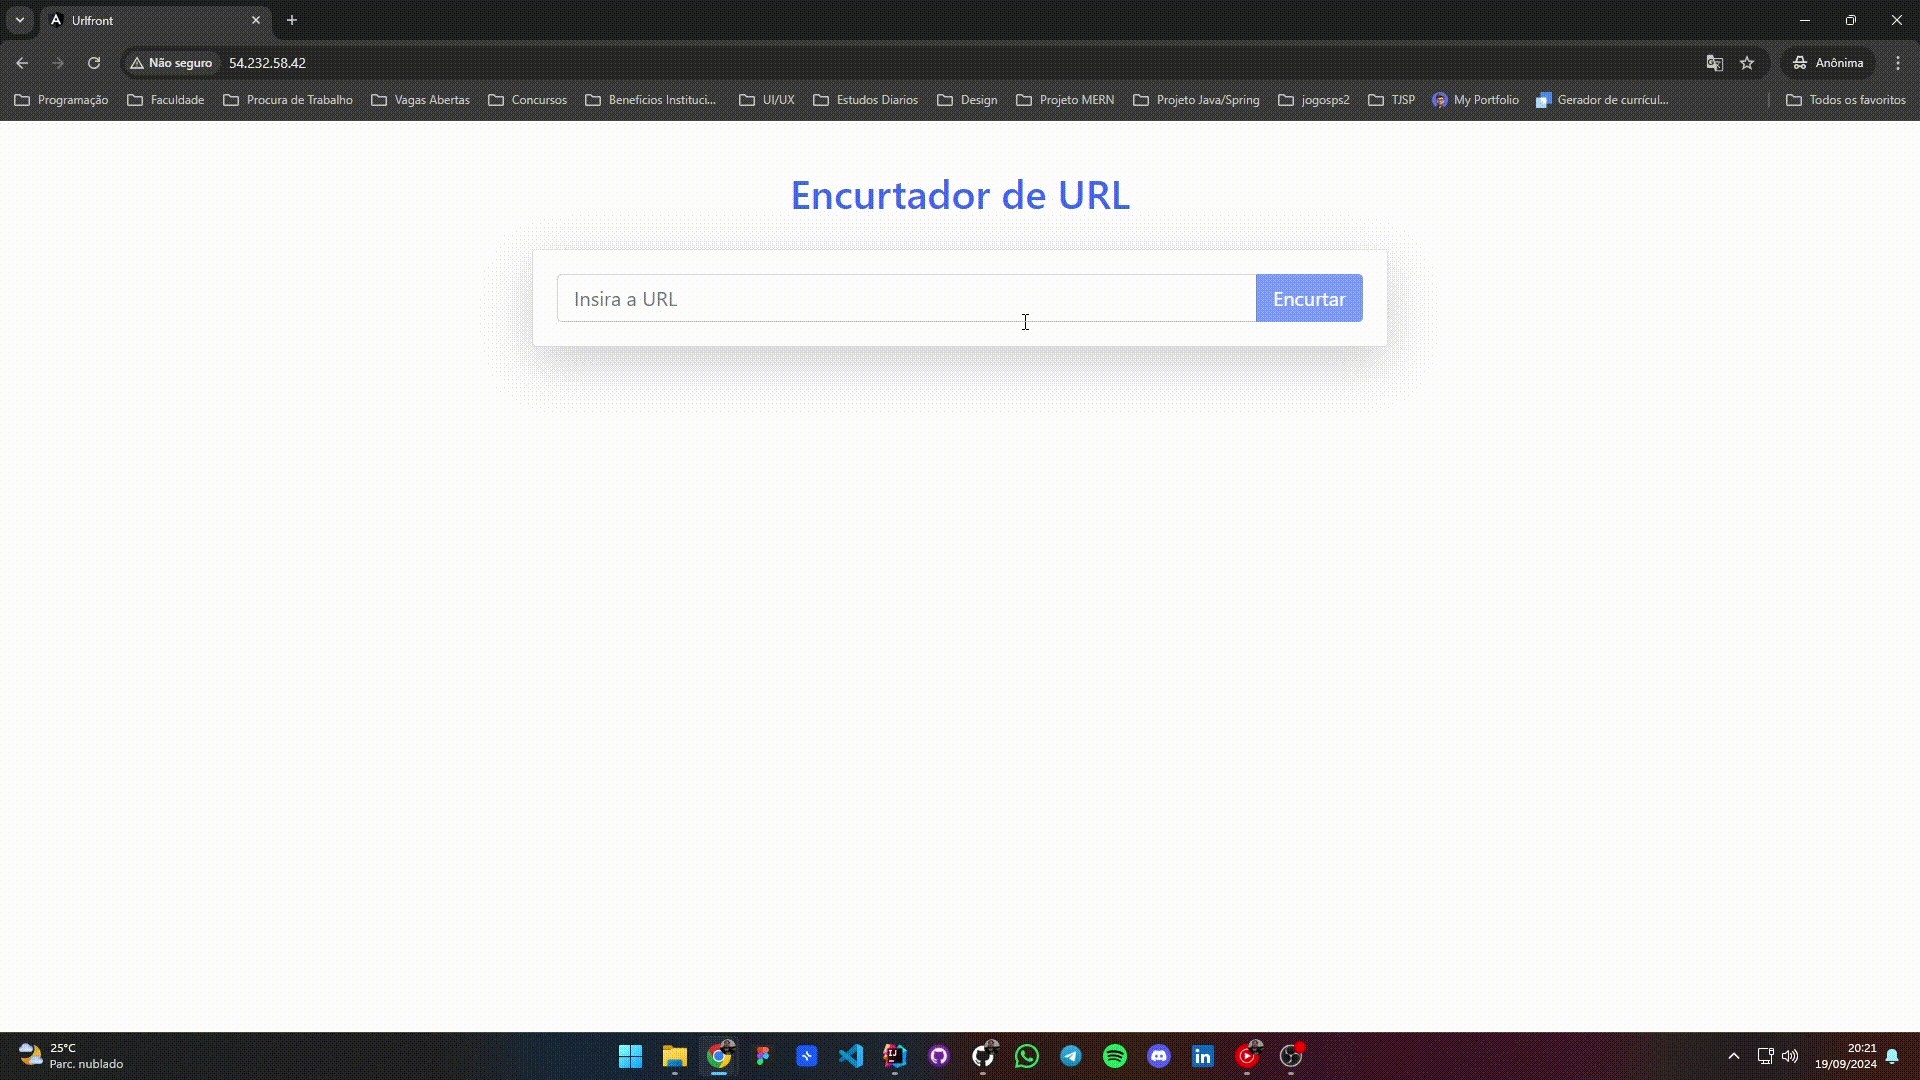 Urlfront
Não seguro 54.232.58.42 Anônima
Programação Faculdade Procura de Trabalho Vagas Abertas Concursos Beneficios Instituci... UI/UX Estudos Diarios Design Projeto MERN Projeto Java/Spring jogosps2 TJSP My Portfolio Gerador de currícul... Todos os favoritos
Encurtador de URL
Insira a URL Encurtar
25°C
Parc. nublado
20:21
19/09/2024